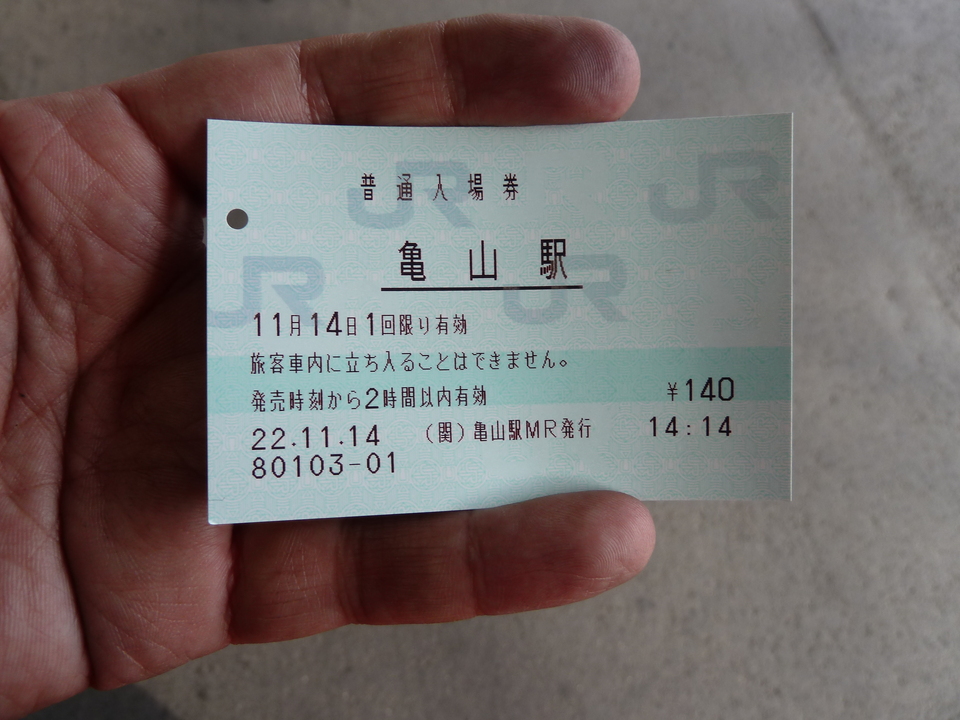 普通入場券
亀山駅
11月14日1回限り有効
旅客車内に立ち入ることはできません。
発売時刻から2時間以内有効 ¥140
22.11.14 (関)亀山駅MR発行 14:14
80103-01